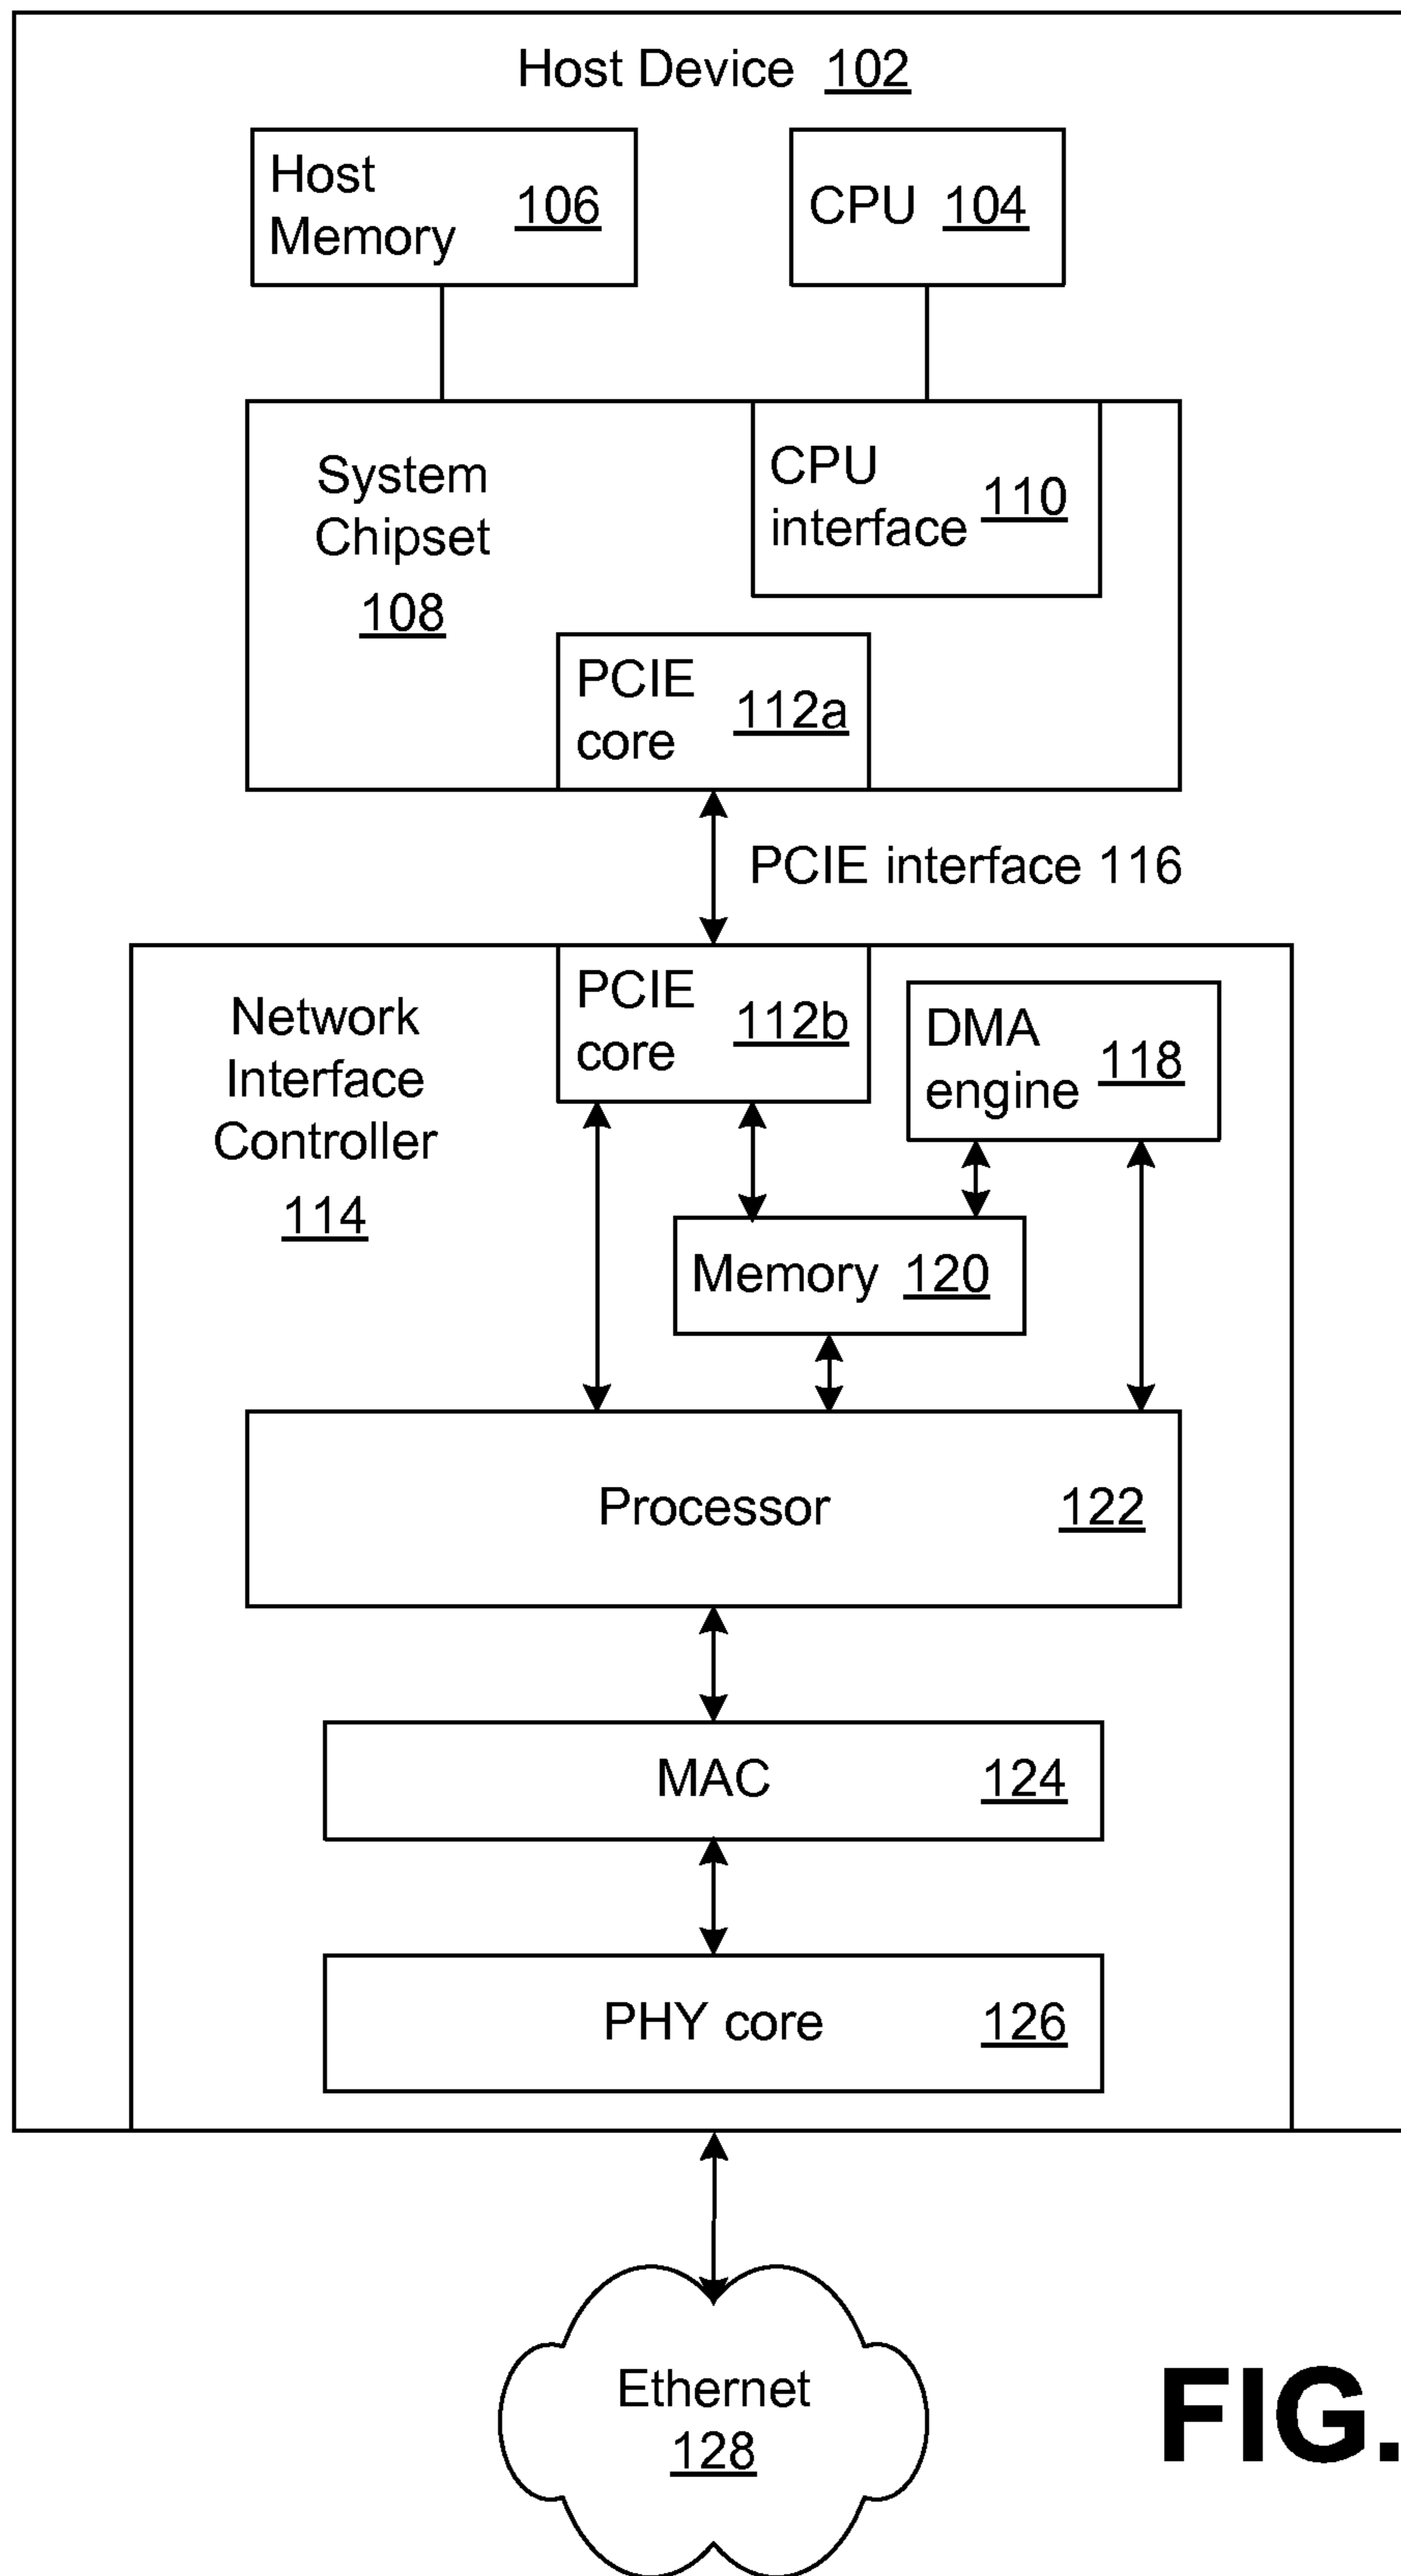 Host Device 102
Host
Memory 106
CPU 104
System
Chipset
108
CPU
interface 110
PCIE
core 112a
PCIE interface 116
Network
Interface
Controller
114
PCIE
core 112b
DMA
engine 118
Memory 120
Processor 122
MAC 124
PHY core 126
Ethernet
128
FIG.